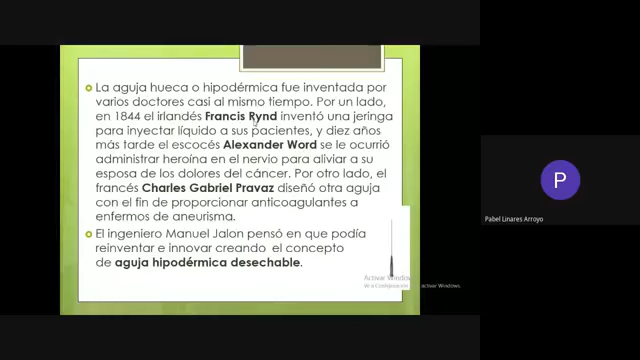 La aguja hueca o hipodérmica fue inventada por
varios doctores casi al mismo tiempo. Por un lado,
en 1844 el irlandés Francis Rynd inventó una jeringa
para inyectar líquido a sus pacientes, y diez años
más tarde el escocés Alexander Word se le ocurrió
administrar heroína en el nervio para aliviar a su
esposa de los dolores del cáncer. Por otro lado, el
francés Charles Gabriel Pravaz diseñó otra aguja
con el fin de proporcionar anticoagulantes a
enfermos de aneurisma.
El ingeniero Manuel Jalon pensó en que podía
reinventar e innovar creando el concepto
de aguja hipodérmica desechable.
Activar Windows
Ve a Configuración activar Windows.
P
Pabel Linares Arroyo